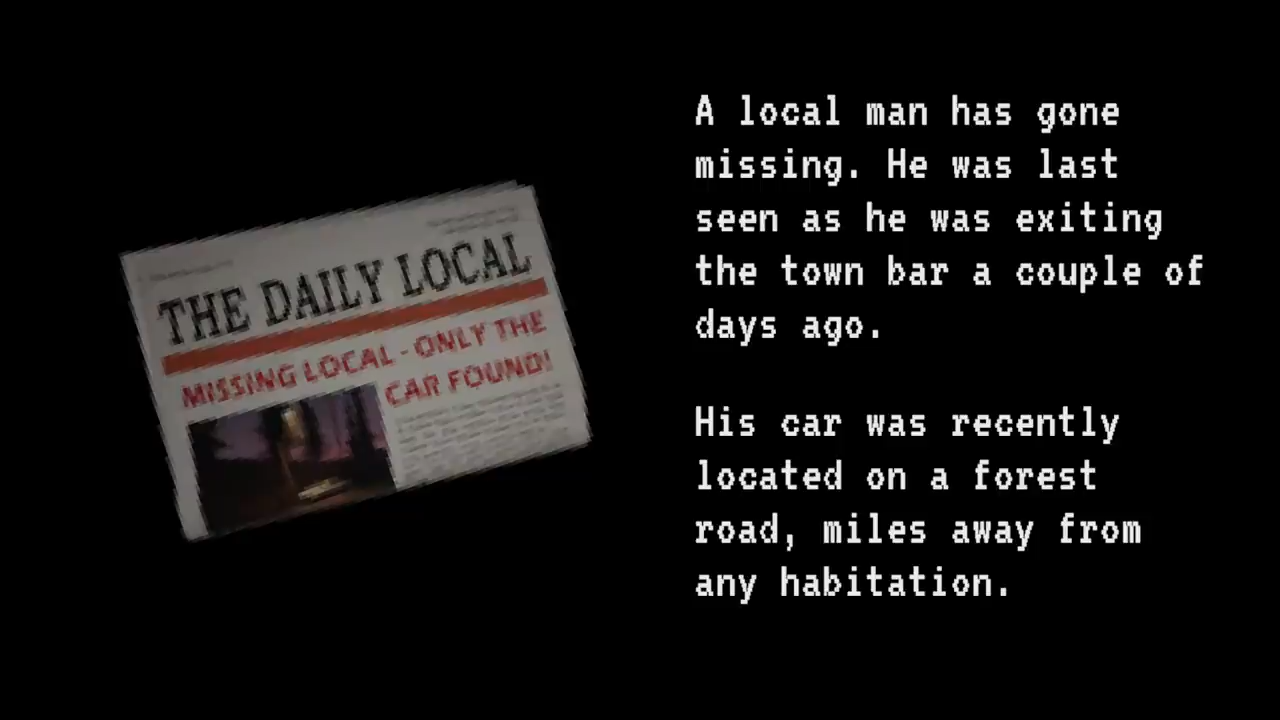 THE DAILY LOCAL
MISSING LOCAL - ONLY THE
CAR FOUND!
A local man has gone
missing. He was last
seen as he was exiting
the town bar a couple of
days ago.
His car was recently
located on a forest
road, miles away from
any habitation.